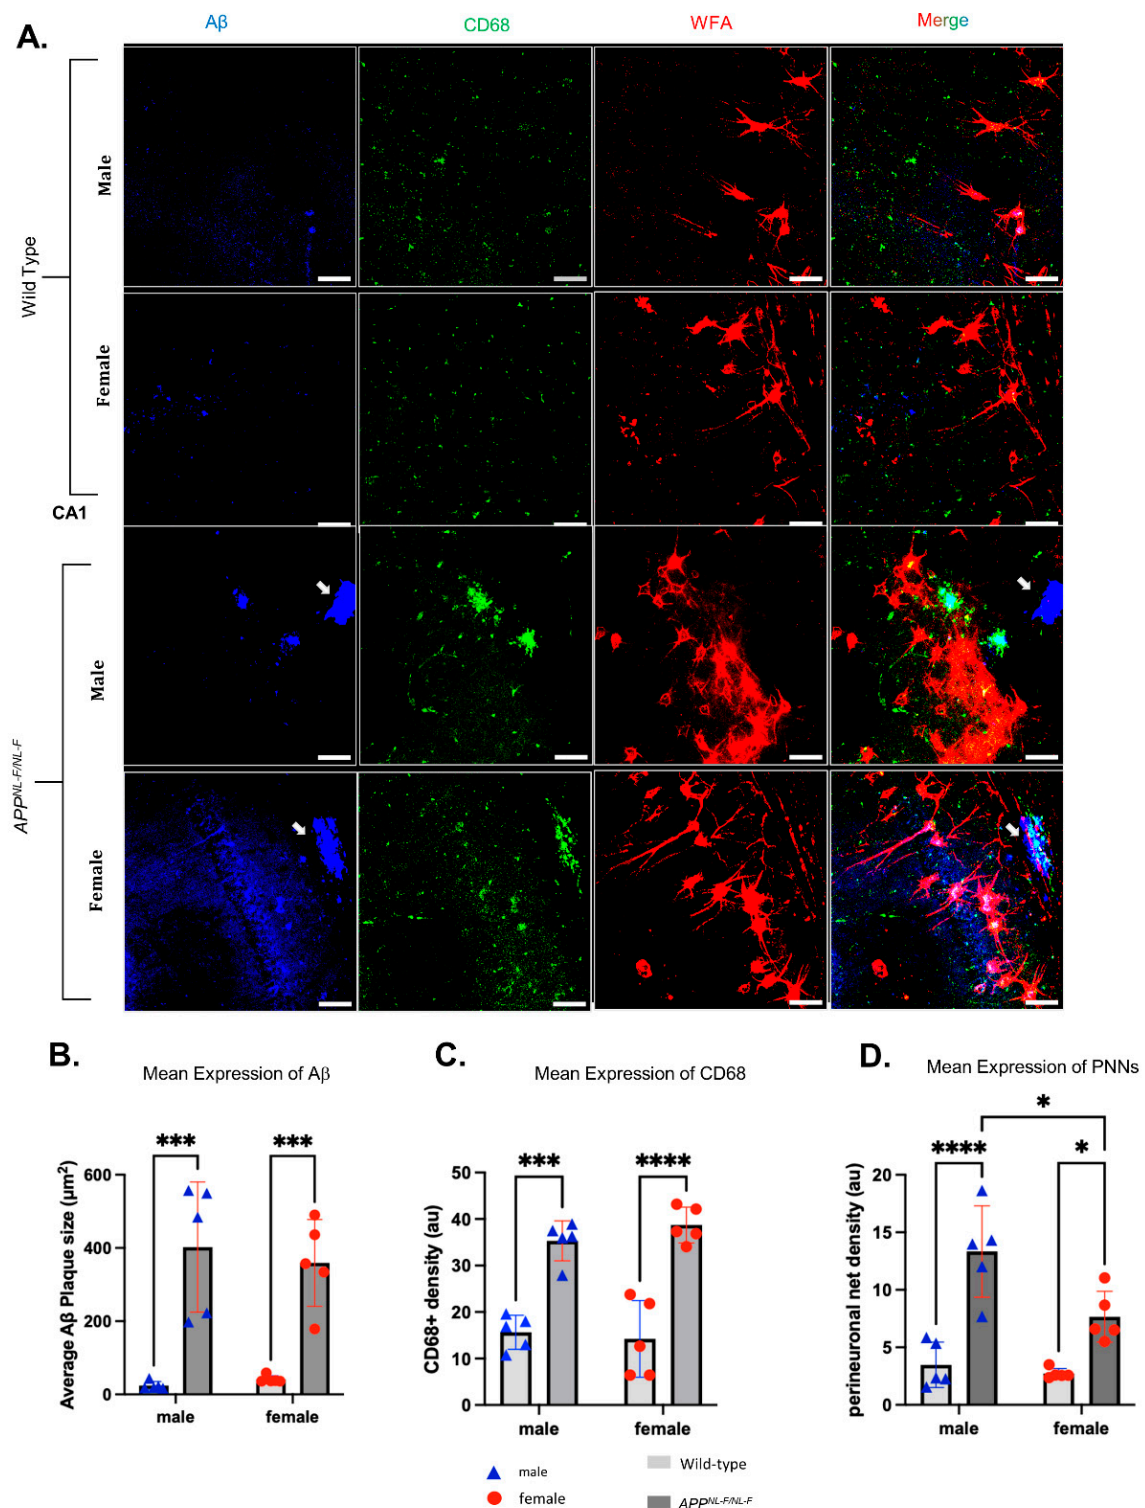 A.
Aβ CD68 WFA Merge
Wild Type
Male
Female
CA1
APP^NL-F/NL-F
Male
Female
B.
Mean Expression of Aβ
*** ***
Average Aβ Plaque size (µm²)
600
400
200
0
male female
C.
Mean Expression of CD68
*** ****
CD68+ density (au)
50
40
30
20
10
0
male female
D.
Mean Expression of PNNs
*
**** *
perineuronal net density (au)
20
15
10
5
0
male female
male
female
Wild-type
APP^NL-F/NL-F